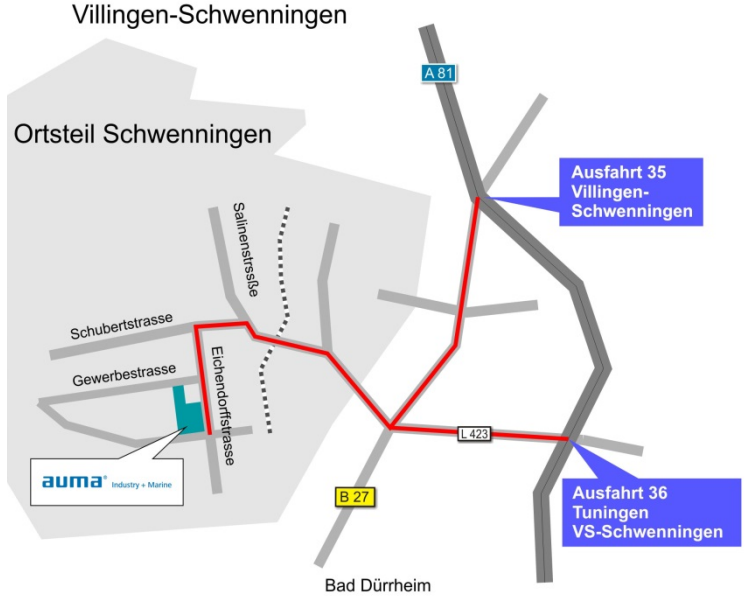 Villingen-Schwenningen
A 81
Ortsteil Schwenningen
Ausfahrt 35
Villingen-
Schwenningen
Salinenstrssße
Schubertstrasse
Eichendorffstrasse
Gewerbestrasse
L 423
auma® Industry + Marine
B 27
Ausfahrt 36
Tuningen
VS-Schwenningen
Bad Dürrheim